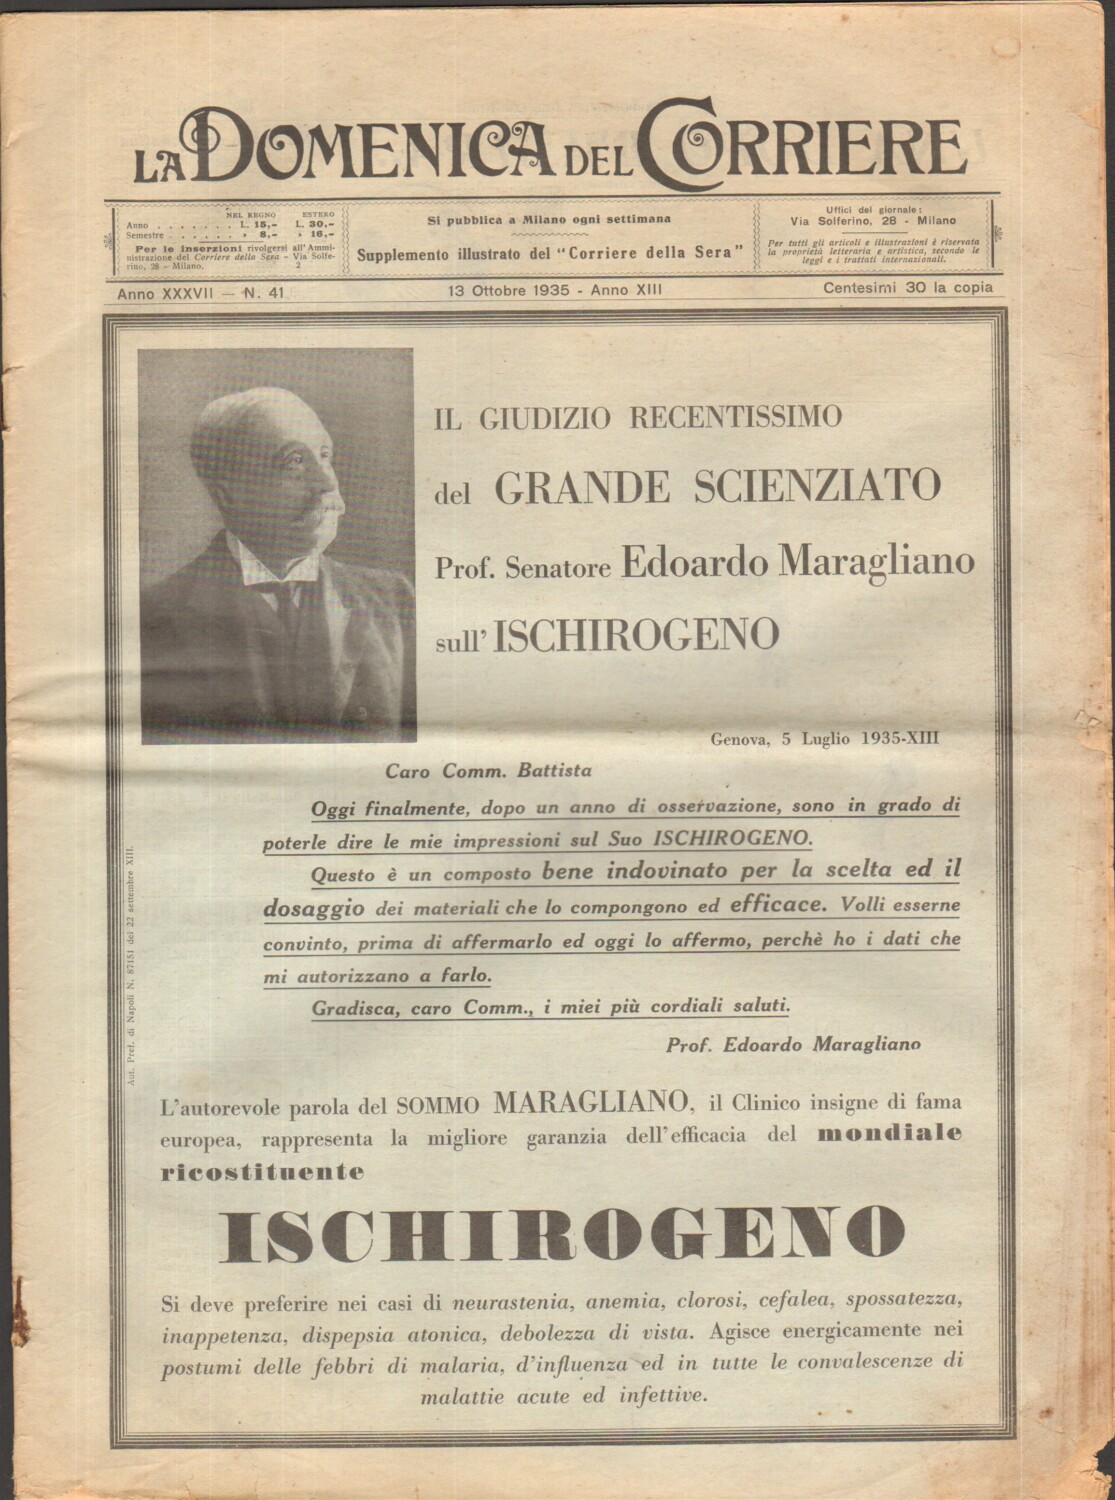 LA DOMENICA DEL CORRIERE
NEL REGNO ESTERO
Anno . . . . . . . L. 15,- L. 30,-
Semestre . . . . . . » 8,- » 16,-
Per le inserzioni rivolgersi all'Ammi-
nistrazione del Corriere della Sera - Via Solfe-
rino, 28 - Milano. 2
Si pubblica a Milano ogni settimana
Supplemento illustrato del "Corriere della Sera"
Uffici del giornale:
Via Solferino, 28 - Milano
Per tutti gli articoli e illustrazioni è riservata
la proprietà letteraria e artistica, secondo le
leggi e i trattati internazionali.
Anno XXXVII — N. 41
13 Ottobre 1935 - Anno XIII
Centesimi 30 la copia
IL GIUDIZIO RECENTISSIMO
del GRANDE SCIENZIATO
Prof. Senatore Edoardo Maragliano
sull'ISCHIROGENO
Genova, 5 Luglio 1935-XIII
Caro Comm. Battista
Oggi finalmente, dopo un anno di osservazione, sono in grado di
poterle dire le mie impressioni sul Suo ISCHIROGENO.
Questo è un composto bene indovinato per la scelta ed il
dosaggio dei materiali che lo compongono ed efficace. Volli esserne
convinto, prima di affermarlo ed oggi lo affermo, perchè ho i dati che
mi autorizzano a farlo.
Gradisca, caro Comm., i miei più cordiali saluti.
Prof. Edoardo Maragliano
Aut. Pref. di Napoli N. 87151 del 22 settembre XIII.
L'autorevole parola del SOMMO MARAGLIANO, il Clinico insigne di fama
europea, rappresenta la migliore garanzia dell'efficacia del mondiale
ricostituente
ISCHIROGENO
Si deve preferire nei casi di neurastenia, anemia, clorosi, cefalea, spossatezza,
inappetenza, dispepsia atonica, debolezza di vista. Agisce energicamente nei
postumi delle febbri di malaria, d'influenza ed in tutte le convalescenze di
malattie acute ed infettive.